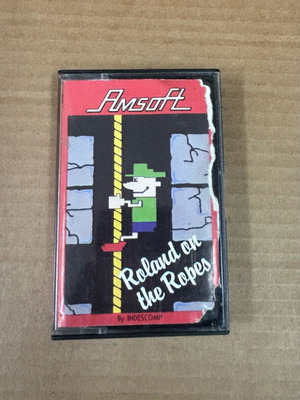 Amsoft
Roland on
the Ropes
By INDESCOMP